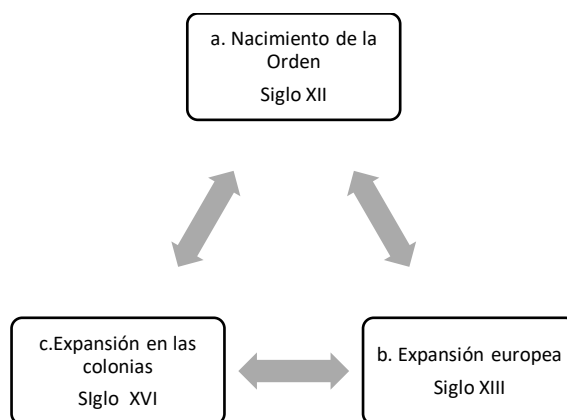 a. Nacimiento de la
Orden
Siglo XII
c.Expansión en las
colonias
SIglo XVI
b. Expansión europea
Siglo XIII